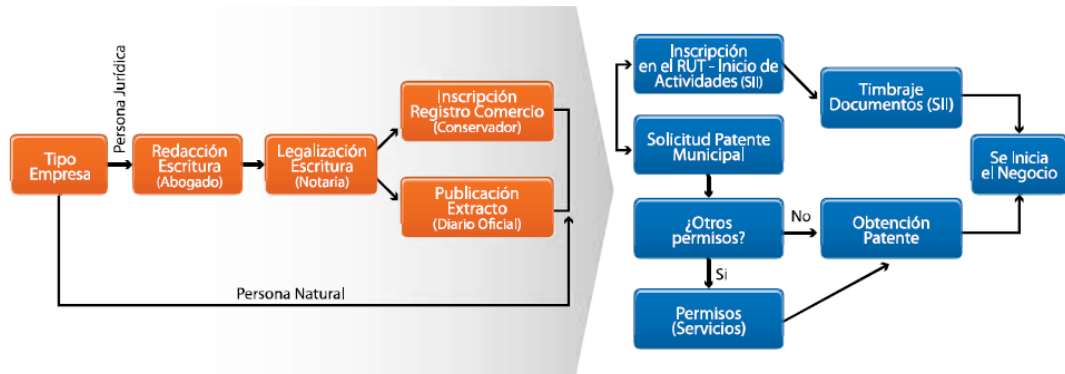 Tipo
Empresa
Persona Jurídica
Redacción
Escritura
(Abogado)
Legalización
Escritura
(Notaria)
Inscripción
Registro Comercio
(Conservador)
Publicación
Extracto
(Diario Oficial)
Persona Natural
Inscripción
en el RUT - Inicio de
Actividades (SII)
Timbraje
Documentos (SII)
Solicitud Patente
Municipal
Se Inicia
el Negocio
¿Otros
permisos?
No
Obtención
Patente
Si
Permisos
(Servicios)